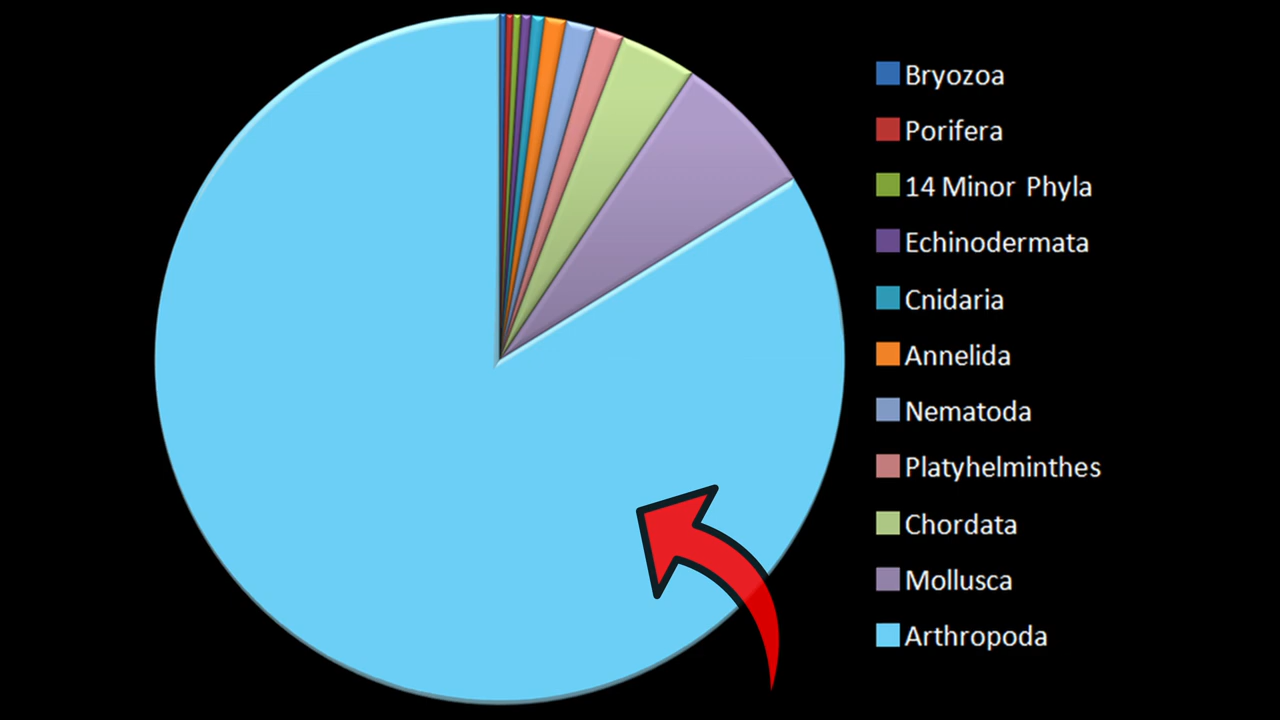 Bryozoa
Porifera
14 Minor Phyla
Echinodermata
Cnidaria
Annelida
Nematoda
Platyhelminthes
Chordata
Mollusca
Arthropoda